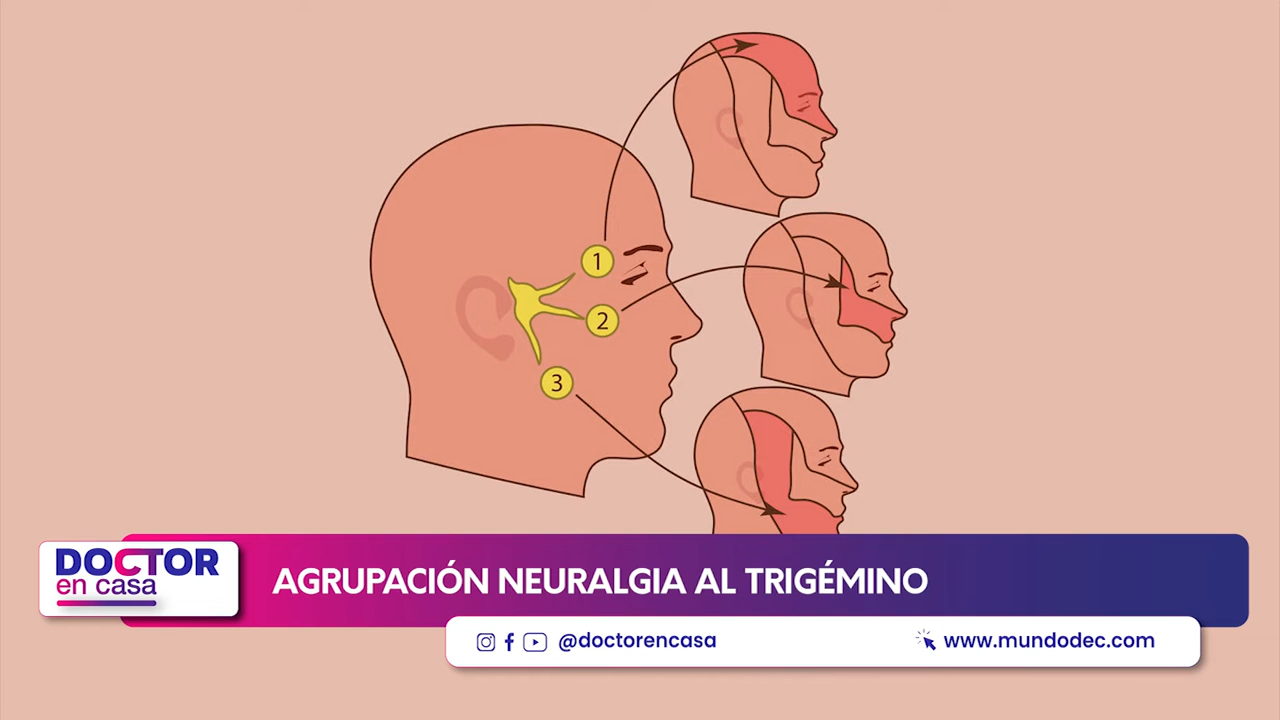 1
2
3
DOCTOR
en casa
AGRUPACIÓN NEURALGIA AL TRIGÉMINO
@doctorencasa
www.mundodec.com